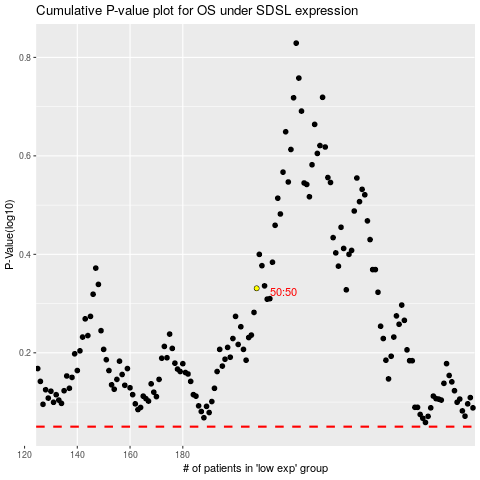 Cumulative P-value plot for OS under SDSL expression
P-Value(log10)
0.8
0.6
0.4
0.2
50:50
120 140 160 180
# of patients in 'low exp' group